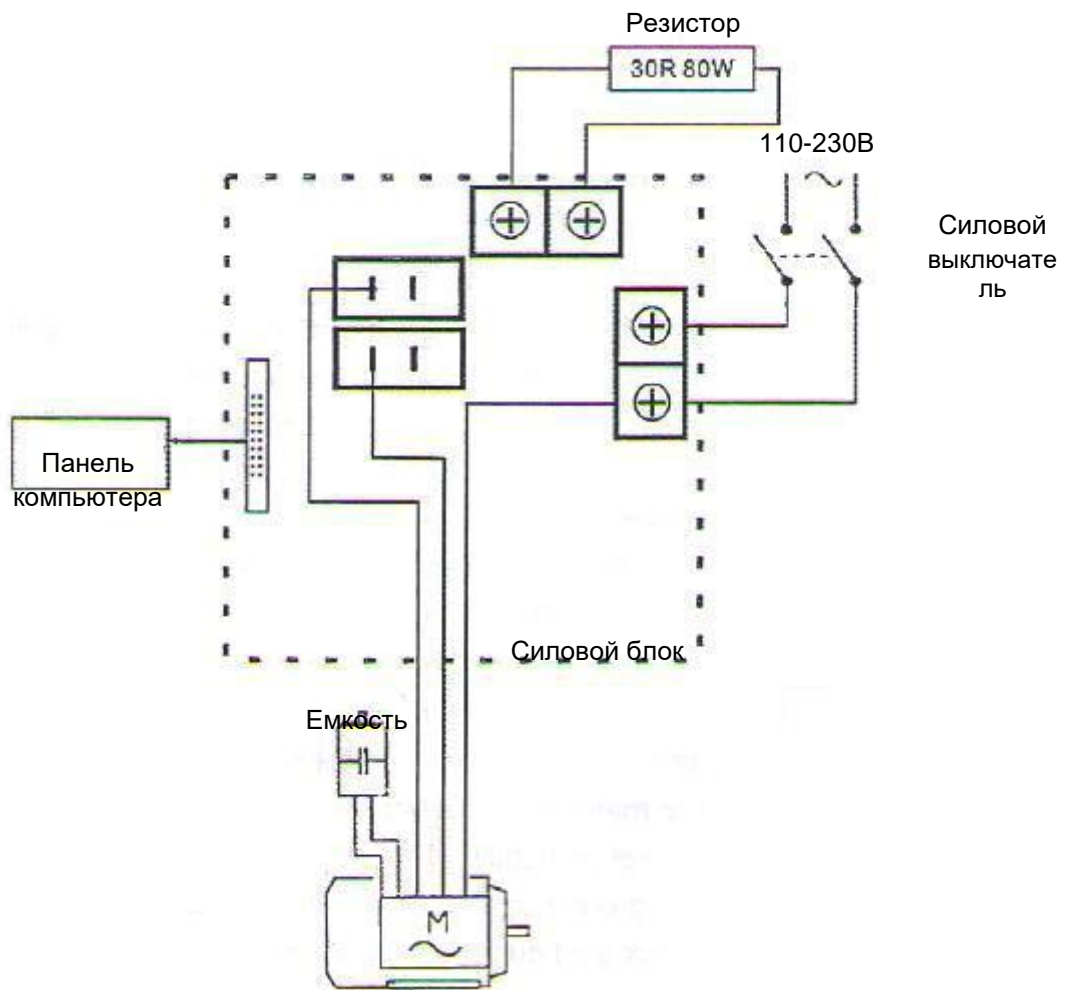 Резистор
30R 80W
110-230В
Силовой
выключате
ль
Панель
компьютера
Силовой блок
Емкость
M